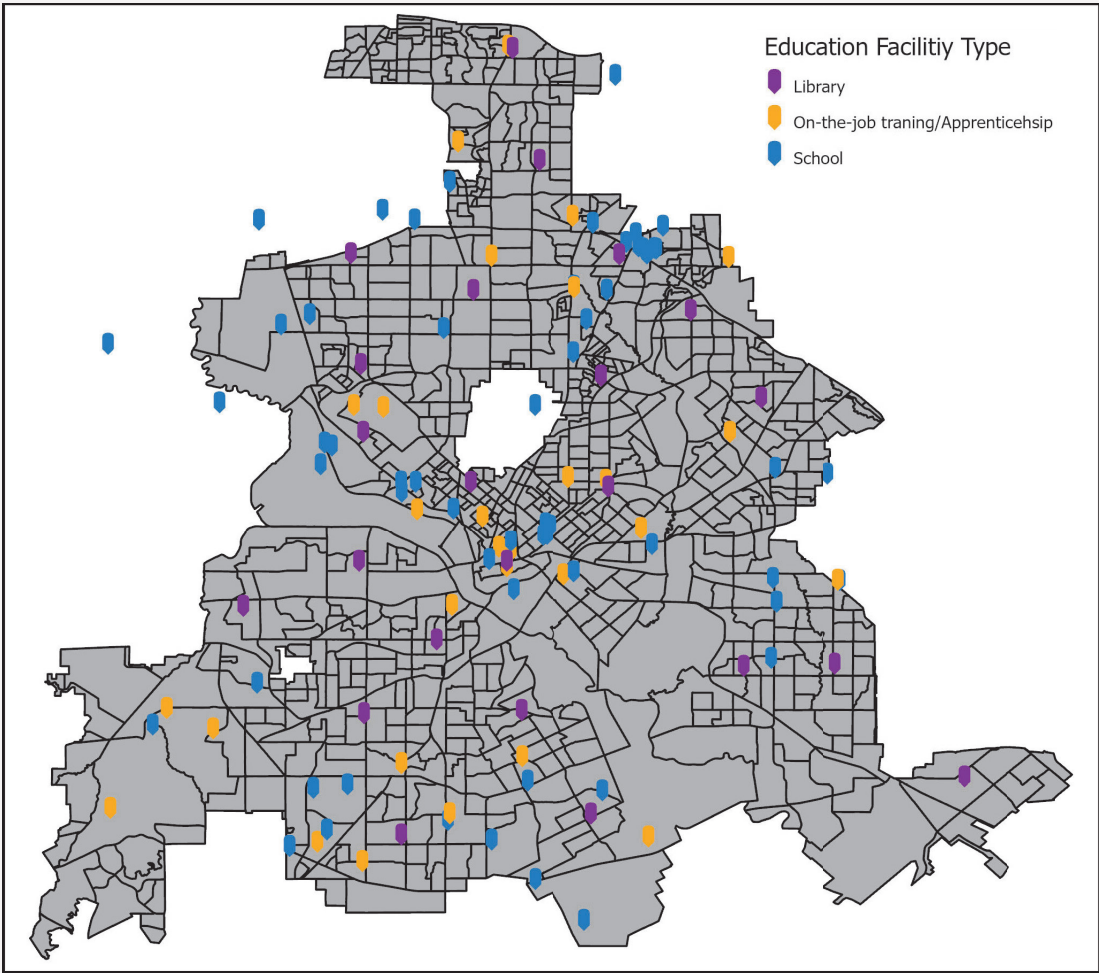 Education Facilitiy Type
Library
On-the-job traning/Apprenticehsip
School